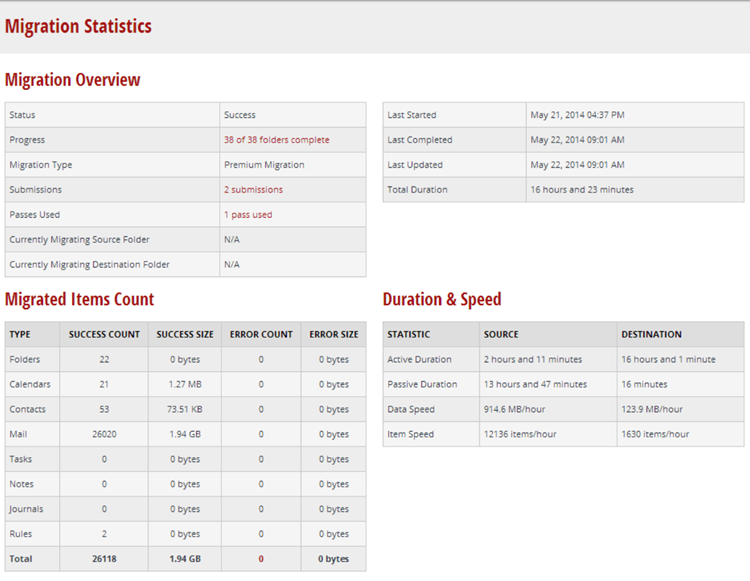 Migration Statistics
Migration Overview
Status Success
Progress 38 of 38 folders complete
Migration Type Premium Migration
Submissions 2 submissions
Passes Used 1 pass used
Currently Migrating Source Folder N/A
Currently Migrating Destination Folder N/A
Last Started May 21, 2014 04:37 PM
Last Completed May 22, 2014 09:01 AM
Last Updated May 22, 2014 09:01 AM
Total Duration 16 hours and 23 minutes
Migrated Items Count
TYPE SUCCESS COUNT SUCCESS SIZE ERROR COUNT ERROR SIZE
Folders 22 0 bytes 0 0 bytes
Calendars 21 1.27 MB 0 0 bytes
Contacts 53 73.51 KB 0 0 bytes
Mail 26020 1.94 GB 0 0 bytes
Tasks 0 0 bytes 0 0 bytes
Notes 0 0 bytes 0 0 bytes
Journals 0 0 bytes 0 0 bytes
Rules 2 0 bytes 0 0 bytes
Total 26118 1.94 GB 0 0 bytes
Duration & Speed
STATISTIC SOURCE DESTINATION
Active Duration 2 hours and 11 minutes 16 hours and 1 minute
Passive Duration 13 hours and 47 minutes 16 minutes
Data Speed 914.6 MB/hour 123.9 MB/hour
Item Speed 12136 items/hour 1630 items/hour